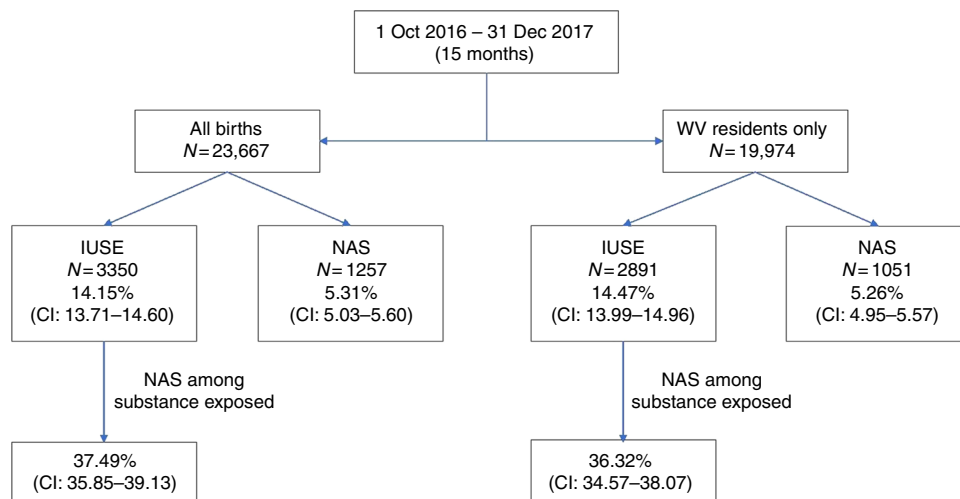 1 Oct 2016 – 31 Dec 2017
(15 months)
All births
N=23,667
WV residents only
N=19,974
IUSE
N=3350
14.15%
(CI: 13.71–14.60)
NAS
N=1257
5.31%
(CI: 5.03–5.60)
IUSE
N=2891
14.47%
(CI: 13.99–14.96)
NAS
N=1051
5.26%
(CI: 4.95–5.57)
NAS among
substance exposed
NAS among
substance exposed
37.49%
(CI: 35.85–39.13)
36.32%
(CI: 34.57–38.07)